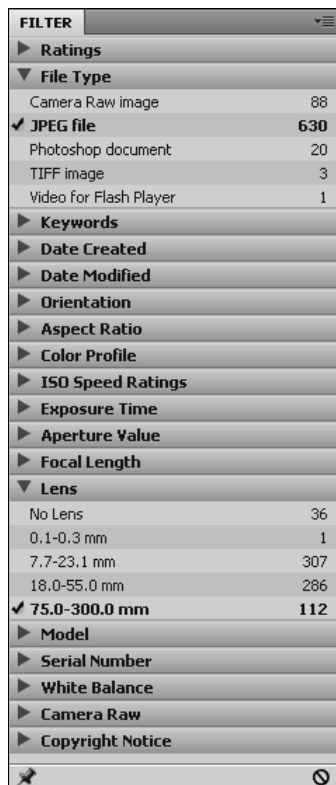 FILTER
Ratings
File Type
Camera Raw image 88
JPEG file 630
Photoshop document 20
TIFF image 3
Video for Flash Player 1
Keywords
Date Created
Date Modified
Orientation
Aspect Ratio
Color Profile
ISO Speed Ratings
Exposure Time
Aperture Value
Focal Length
Lens
No Lens 36
0.1-0.3 mm 1
7.7-23.1 mm 307
18.0-55.0 mm 286
75.0-300.0 mm 112
Model
Serial Number
White Balance
Camera Raw
Copyright Notice